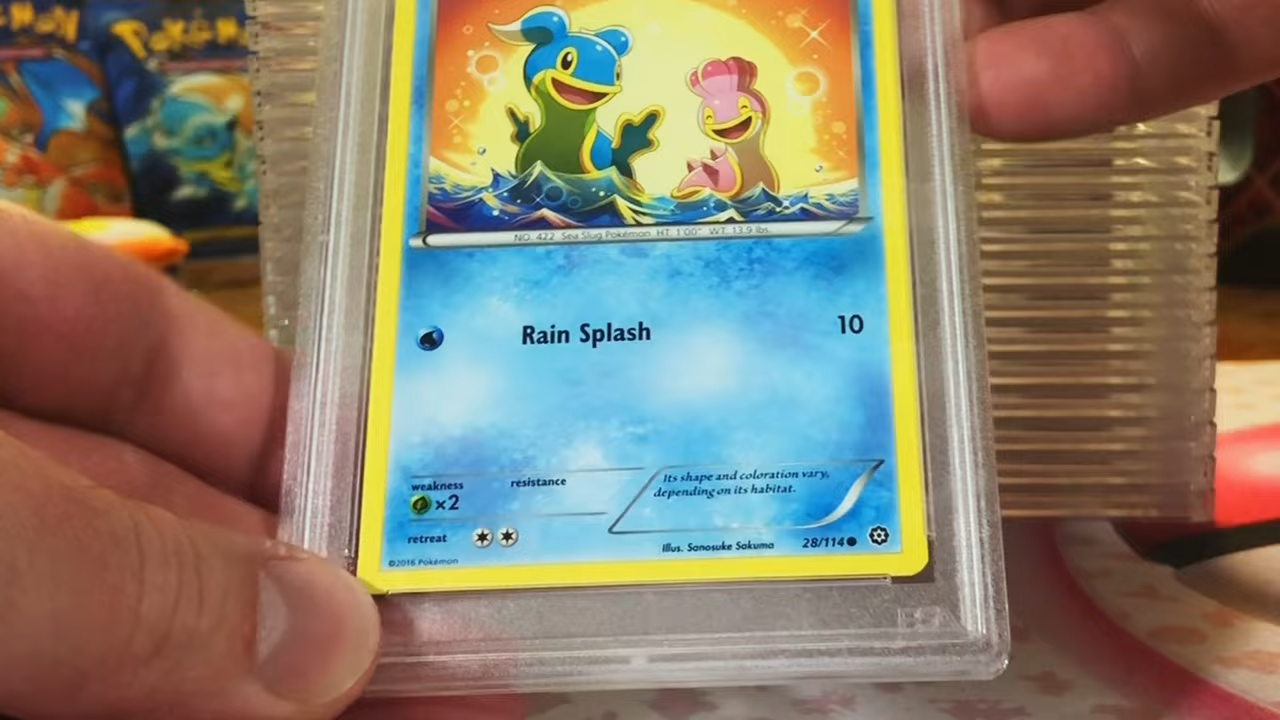 POKéMON
NO. 422 Sea Slug Pokémon HT. 1'00" WT. 13.9 lbs.
Rain Splash 10
weakness
×2
resistance
Its shape and coloration vary,
depending on its habitat.
retreat
Illus. Sanosuke Sakuma 28/114
©2016 Pokémon